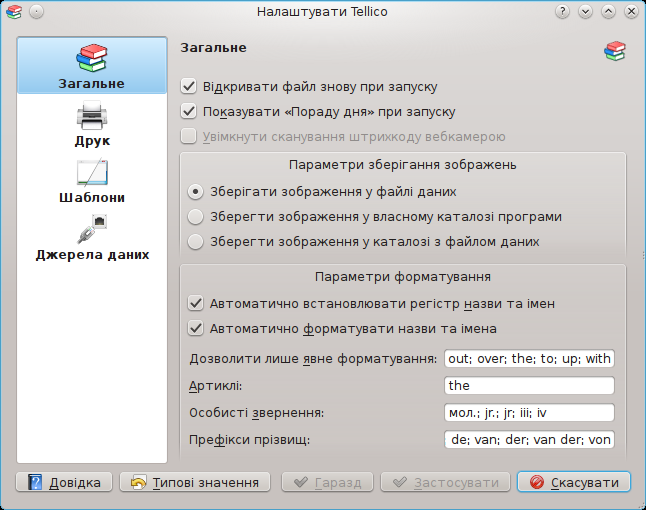 Налаштувати Tellico
Загальне
Друк
Шаблони
Джерела даних
Загальне
Відкривати файл знову при запуску
Показувати «Пораду дня» при запуску
Увімкнути сканування штрихкоду вебкамерою
Параметри зберігання зображень
Зберігати зображення у файлі даних
Зберегти зображення у власному каталозі програми
Зберегти зображення у каталозі з файлом даних
Параметри форматування
Автоматично встановлювати регістр назви та імен
Автоматично форматувати назви та імена
Дозволити лише явне форматування: out; over; the; to; up; with
Артиклі: the
Особисті звернення: мол.; jr.; jr; iii; iv
Префікси прізвищ: de; van; der; van der; von
Довідка Типові значення Гаразд Застосувати Скасувати